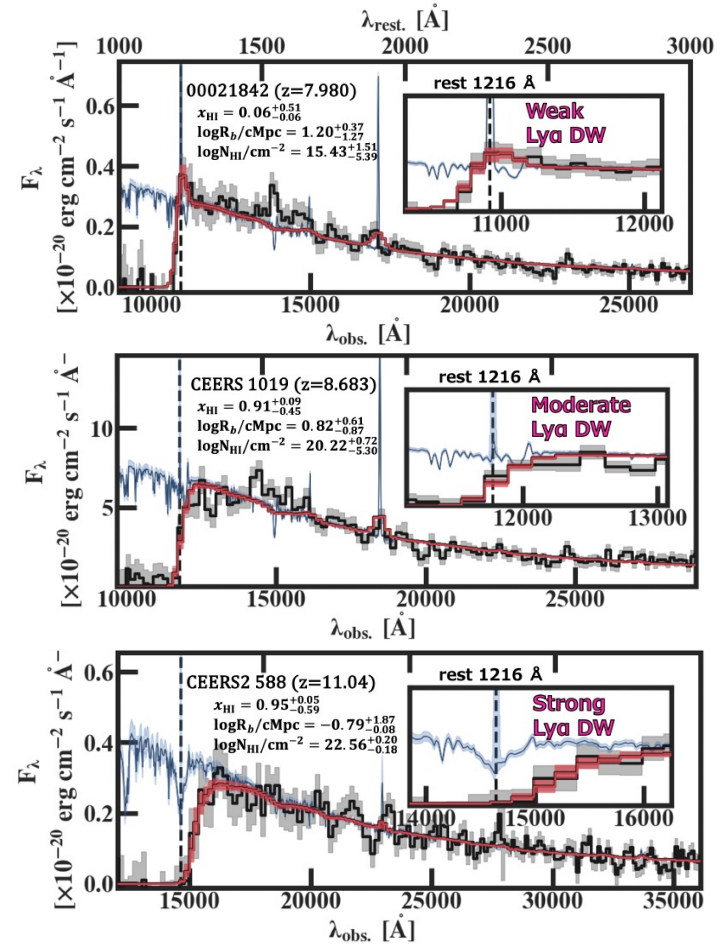 λrest. [Å]
1000 1500 2000 2500 3000
00021842 (z=7.980)
xHI = 0.06+0.51−0.06
logRb/cMpc = 1.20+0.37−1.27
logNHI/cm−2 = 15.43+1.51−5.39
rest 1216 Å
Weak
Lyα DW
11000 12000
Fλ
[×10−20 erg cm−2 s−1 Å−1]
0.6
0.4
0.2
0.0
10000 15000 20000 25000
λobs. [Å]
CEERS 1019 (z=8.683)
xHI = 0.91+0.09−0.45
logRb/cMpc = 0.82+0.61−0.87
logNHI/cm−2 = 20.22+0.72−5.30
rest 1216 Å
Moderate
Lyα DW
12000 13000
Fλ
[×10−20 erg cm−2 s−1 Å−
10
5
10000 15000 20000 25000
λobs. [Å]
CEERS2 588 (z=11.04)
xHI = 0.95+0.05−0.59
logRb/cMpc = −0.79+1.87−0.08
logNHI/cm−2 = 22.56+0.20−0.18
rest 1216 Å
Strong
Lyα DW
14000 15000 16000
Fλ
[×10−20 erg cm−2 s−1 Å−
0.6
0.4
0.2
0.0
15000 20000 25000 30000 35000
λobs. [Å]